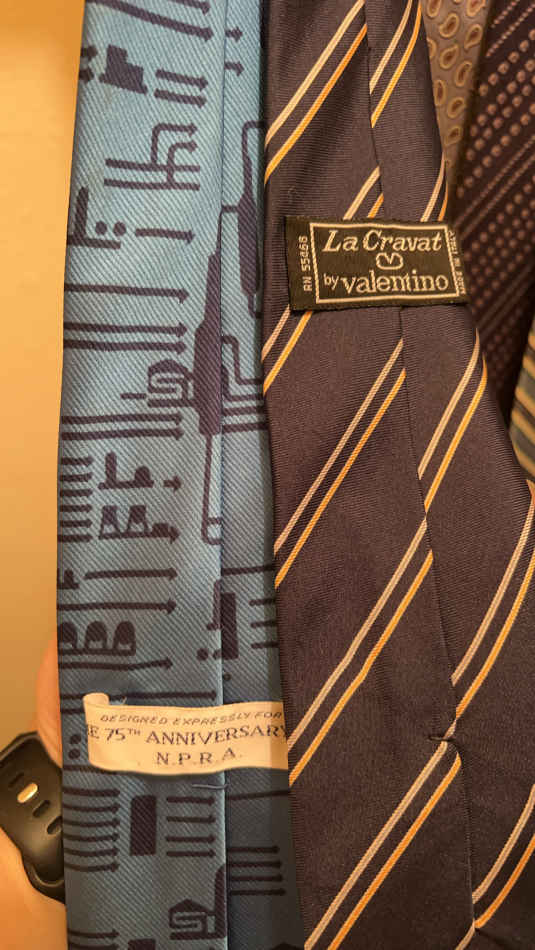 DESIGNED EXPRESSLY FOR
E 75TH ANNIVERSARY
N.P.R.A.
RN 55468
La Cravat
by valentino
MADE IN ITALY